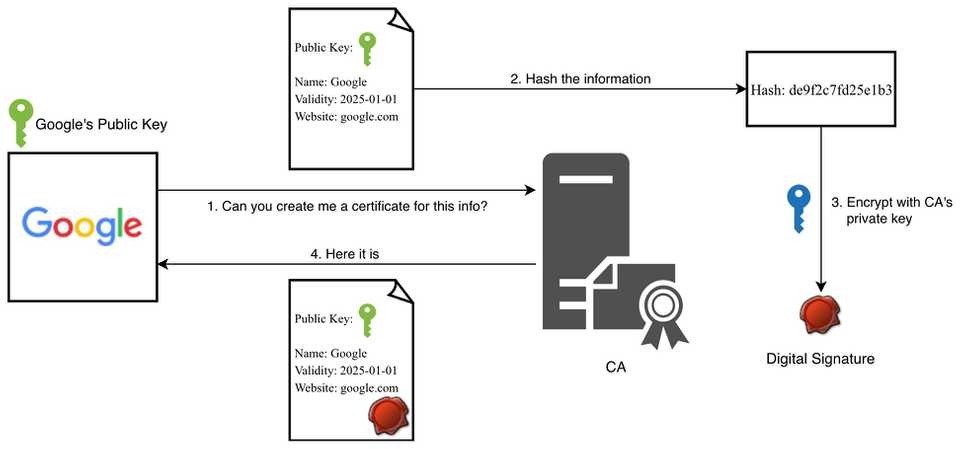 Public Key:
Name: Google
Validity: 2025-01-01
Website: google.com
2. Hash the information
Hash: de9f2c7fd25e1b3
Google's Public Key
Google
1. Can you create me a certificate for this info?
3. Encrypt with CA's
private key
4. Here it is
Public Key:
Name: Google
Validity: 2025-01-01
Website: google.com
CA
Digital Signature